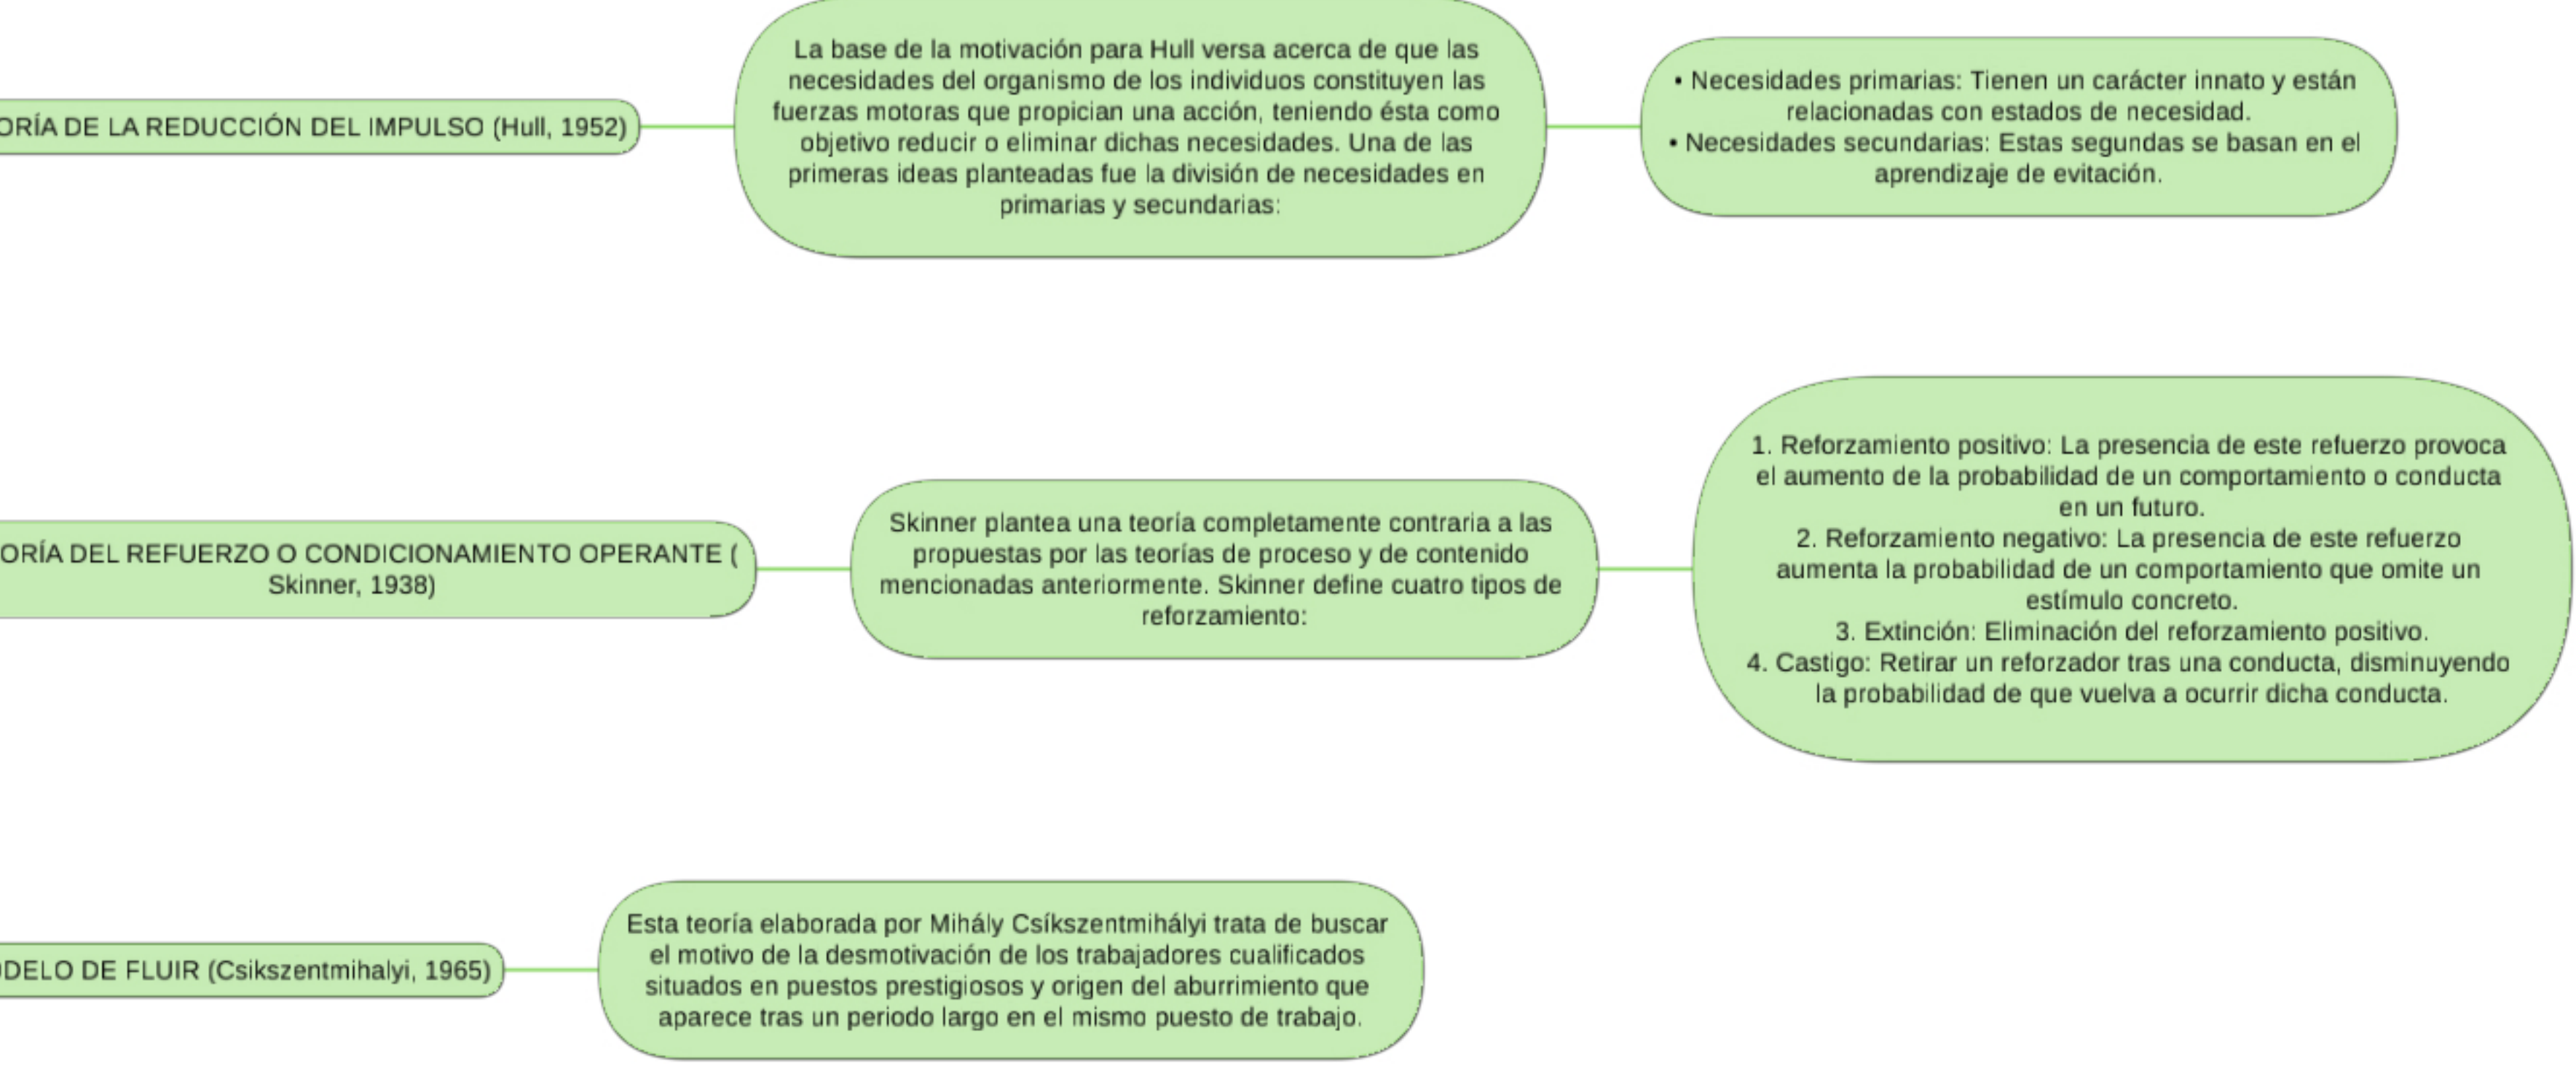 ORÍA DE LA REDUCCIÓN DEL IMPULSO (Hull, 1952)
La base de la motivación para Hull versa acerca de que las
necesidades del organismo de los individuos constituyen las
fuerzas motoras que propician una acción, teniendo ésta como
objetivo reducir o eliminar dichas necesidades. Una de las
primeras ideas planteadas fue la división de necesidades en
primarias y secundarias:
• Necesidades primarias: Tienen un carácter innato y están
relacionadas con estados de necesidad.
• Necesidades secundarias: Estas segundas se basan en el
aprendizaje de evitación.
ORÍA DEL REFUERZO O CONDICIONAMIENTO OPERANTE (
Skinner, 1938)
Skinner plantea una teoría completamente contraria a las
propuestas por las teorías de proceso y de contenido
mencionadas anteriormente. Skinner define cuatro tipos de
reforzamiento:
1. Reforzamiento positivo: La presencia de este refuerzo provoca
el aumento de la probabilidad de un comportamiento o conducta
en un futuro.
2. Reforzamiento negativo: La presencia de este refuerzo
aumenta la probabilidad de un comportamiento que omite un
estímulo concreto.
3. Extinción: Eliminación del reforzamiento positivo.
4. Castigo: Retirar un reforzador tras una conducta, disminuyendo
la probabilidad de que vuelva a ocurrir dicha conducta.
DELO DE FLUIR (Csikszentmihalyi, 1965)
Esta teoría elaborada por Mihály Csíkszentmihályi trata de buscar
el motivo de la desmotivación de los trabajadores cualificados
situados en puestos prestigiosos y origen del aburrimiento que
aparece tras un periodo largo en el mismo puesto de trabajo.